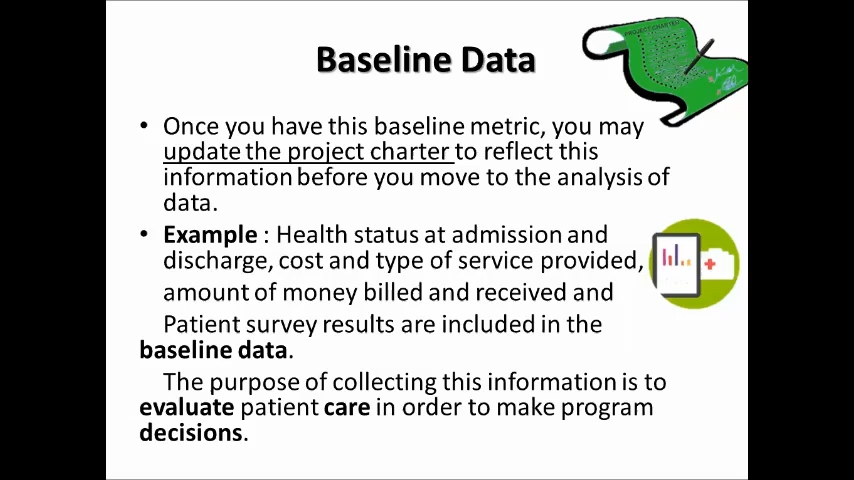 Baseline Data
PROJECT CHARTER
• Once you have this baseline metric, you may
update the project charter to reflect this
information before you move to the analysis of
data.
• Example : Health status at admission and
discharge, cost and type of service provided,
amount of money billed and received and
Patient survey results are included in the
baseline data.
The purpose of collecting this information is to
evaluate patient care in order to make program
decisions.